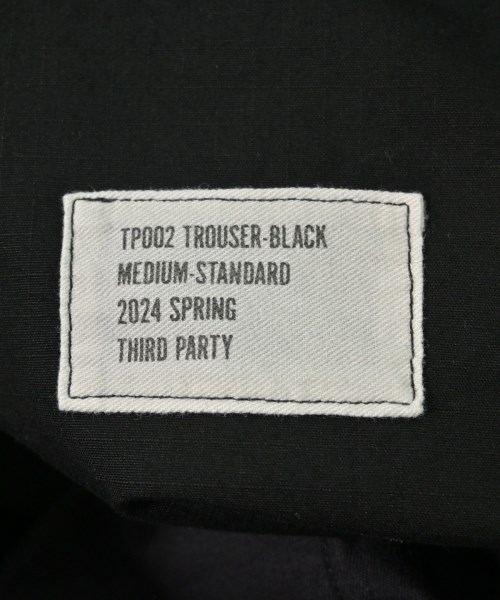 TP002 TROUSER-BLACK
MEDIUM-STANDARD
2024 SPRING
THIRD PARTY